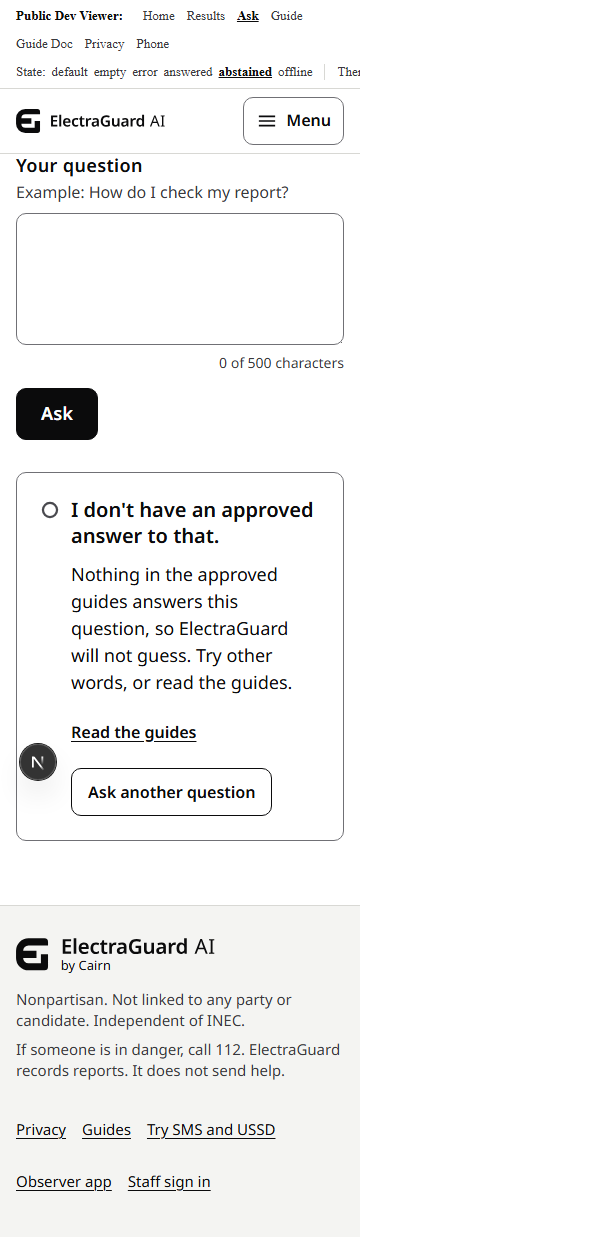 Public Dev Viewer: Home Results Ask Guide
Guide Doc Privacy Phone
State: default empty error answered abstained offline
ElectraGuard AI
Menu
Your question
Example: How do I check my report?
0 of 500 characters
Ask
I don't have an approved
answer to that.
Nothing in the approved
guides answers this
question, so ElectraGuard
will not guess. Try other
words, or read the guides.
Read the guides
N
Ask another question
ElectraGuard AI
by Cairn
Nonpartisan. Not linked to any party or
candidate. Independent of INEC.
If someone is in danger, call 112. ElectraGuard
records reports. It does not send help.
Privacy Guides Try SMS and USSD
Observer app Staff sign in